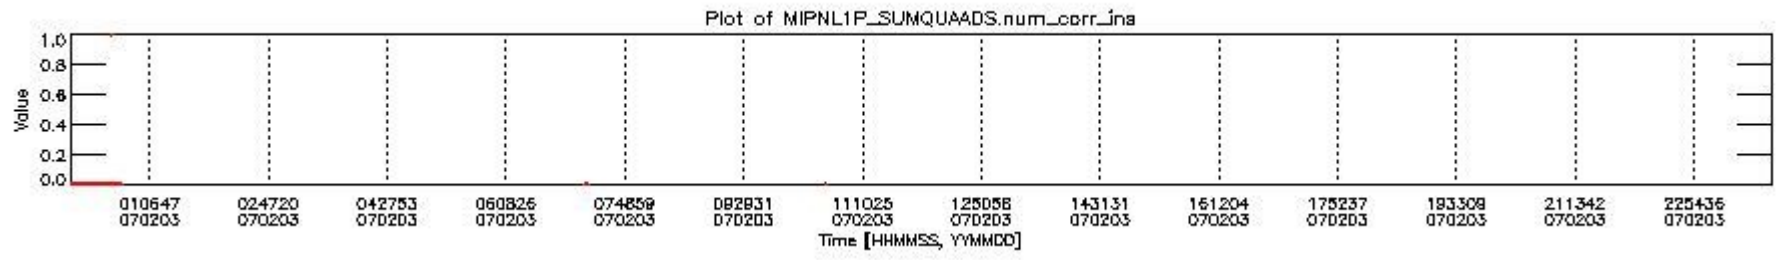 Plot of MIPNL1P_SUMQUAADS.num_corr_ins
1.0
0.8
0.6
0.4
0.2
0.0
Value
010647 024720 042753 060826 074859 092931 111025 125058 143131 161204 175237 193309 211342 225436
070203 070203 070203 070203 070203 070203 070203 070203 070203 070203 070203 070203 070203 070203
Time [HHMMSS, YYMMDD]